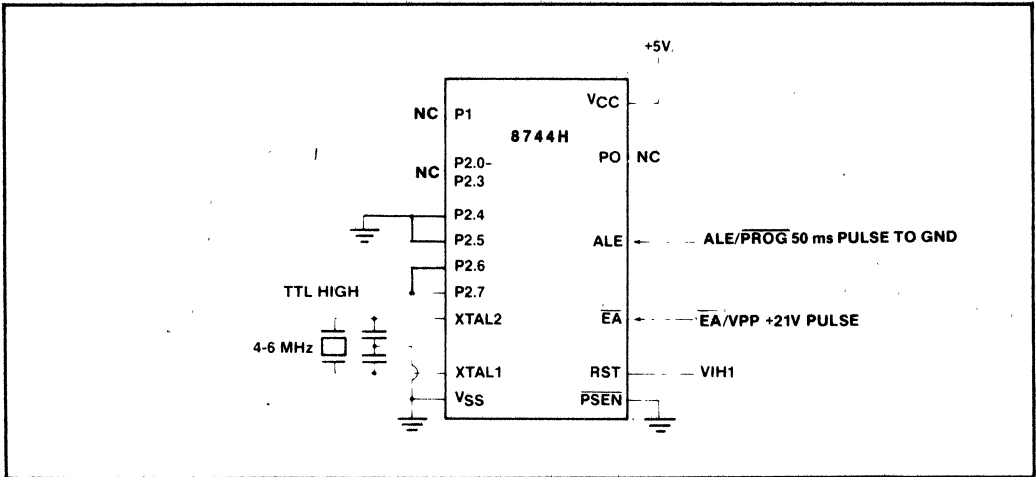 +5V
VCC
NC P1
8744H
PO NC
NC P2.0-
P2.3
P2.4
P2.5
ALE
ALE/PROG 50 ms PULSE TO GND
P2.6
TTL HIGH
P2.7
XTAL2
EA
EA/VPP +21V PULSE
4-6 MHz
XTAL1
RST
VIH1
VSS
PSEN